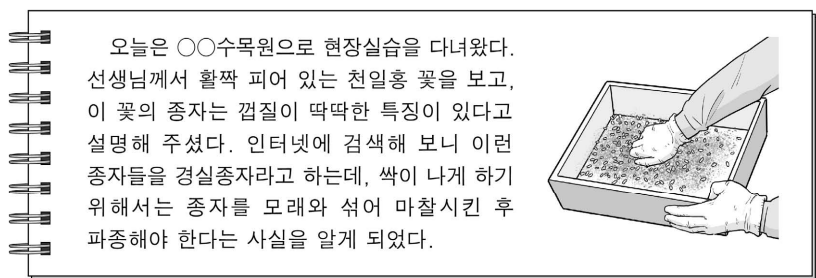 오늘은 ○○수목원으로 현장실습을 다녀왔다.
선생님께서 활짝 피어 있는 천일홍 꽃을 보고,
이 꽃의 종자는 껍질이 딱딱한 특징이 있다고
설명해 주셨다. 인터넷에 검색해 보니 이런
종자들을 경실종자라고 하는데, 싹이 나게 하기
위해서는 종자를 모래와 섞어 마찰시킨 후
파종해야 한다는 사실을 알게 되었다.